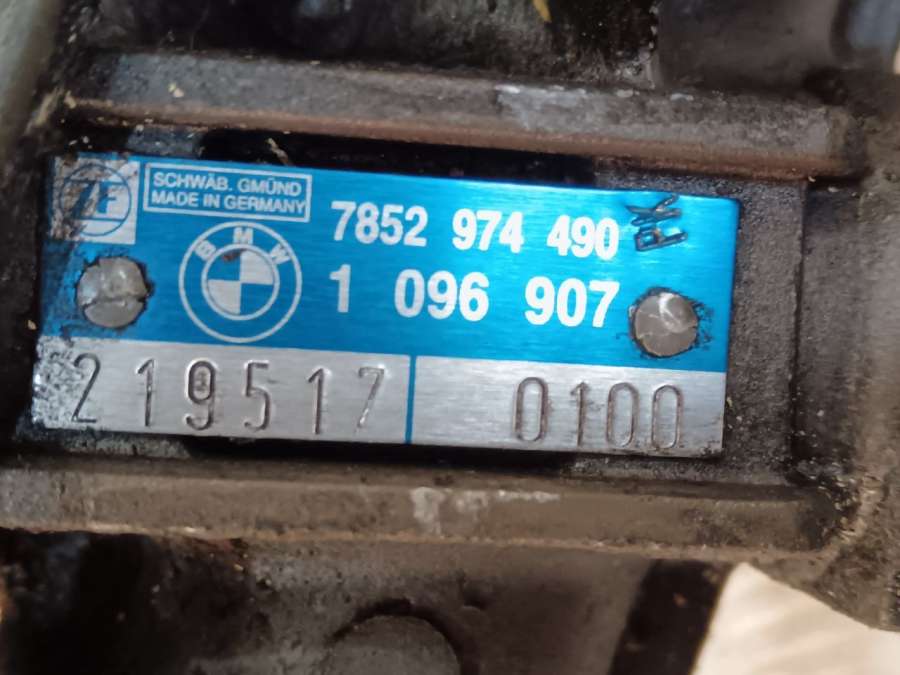 ZF
SCHWÄB. GMÜND
MADE IN GERMANY
BMW
7852 974 490
1 096 907
219517
0100